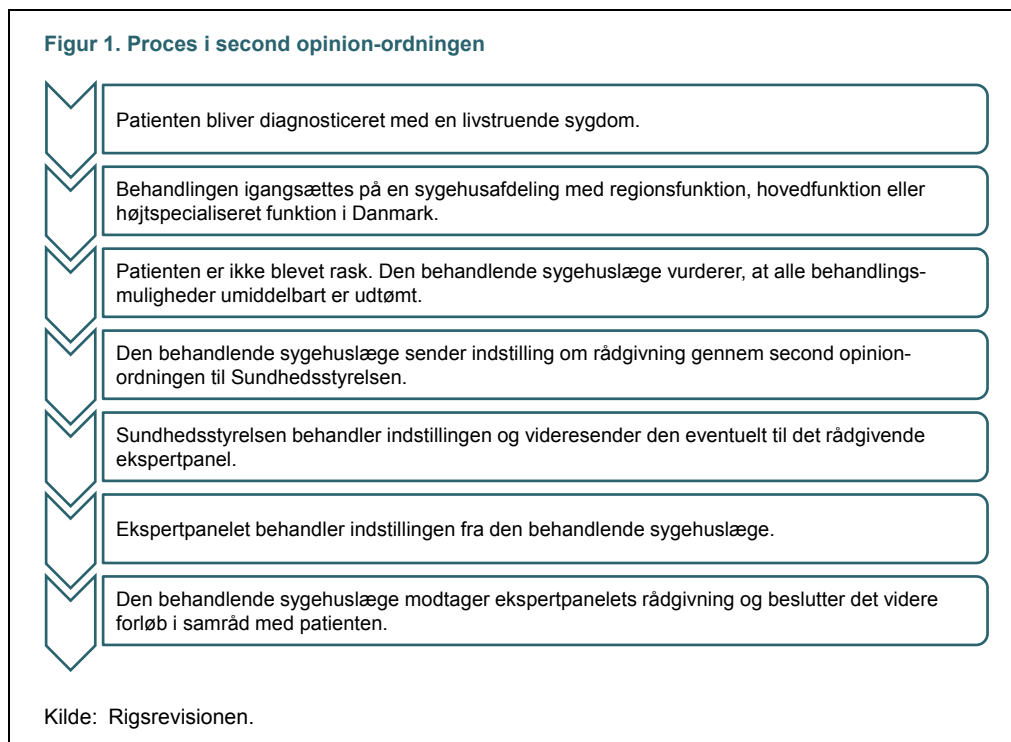 Figur 1. Proces i second opinion-ordningen
Patienten bliver diagnosticeret med en livstruende sygdom.
Behandlingen igangsættes på en sygehusafdeling med regionsfunktion, hovedfunktion eller
højtspecialiseret funktion i Danmark.
Patienten er ikke blevet rask. Den behandlende sygehuslæge vurderer, at alle behandlings-
muligheder umiddelbart er udtømt.
Den behandlende sygehuslæge sender indstilling om rådgivning gennem second opinion-
ordningen til Sundhedsstyrelsen.
Sundhedsstyrelsen behandler indstillingen og videresender den eventuelt til det rådgivende
ekspertpanel.
Ekspertpanelet behandler indstillingen fra den behandlende sygehuslæge.
Den behandlende sygehuslæge modtager ekspertpanelets rådgivning og beslutter det videre
forløb i samråd med patienten.
Kilde: Rigsrevisionen.